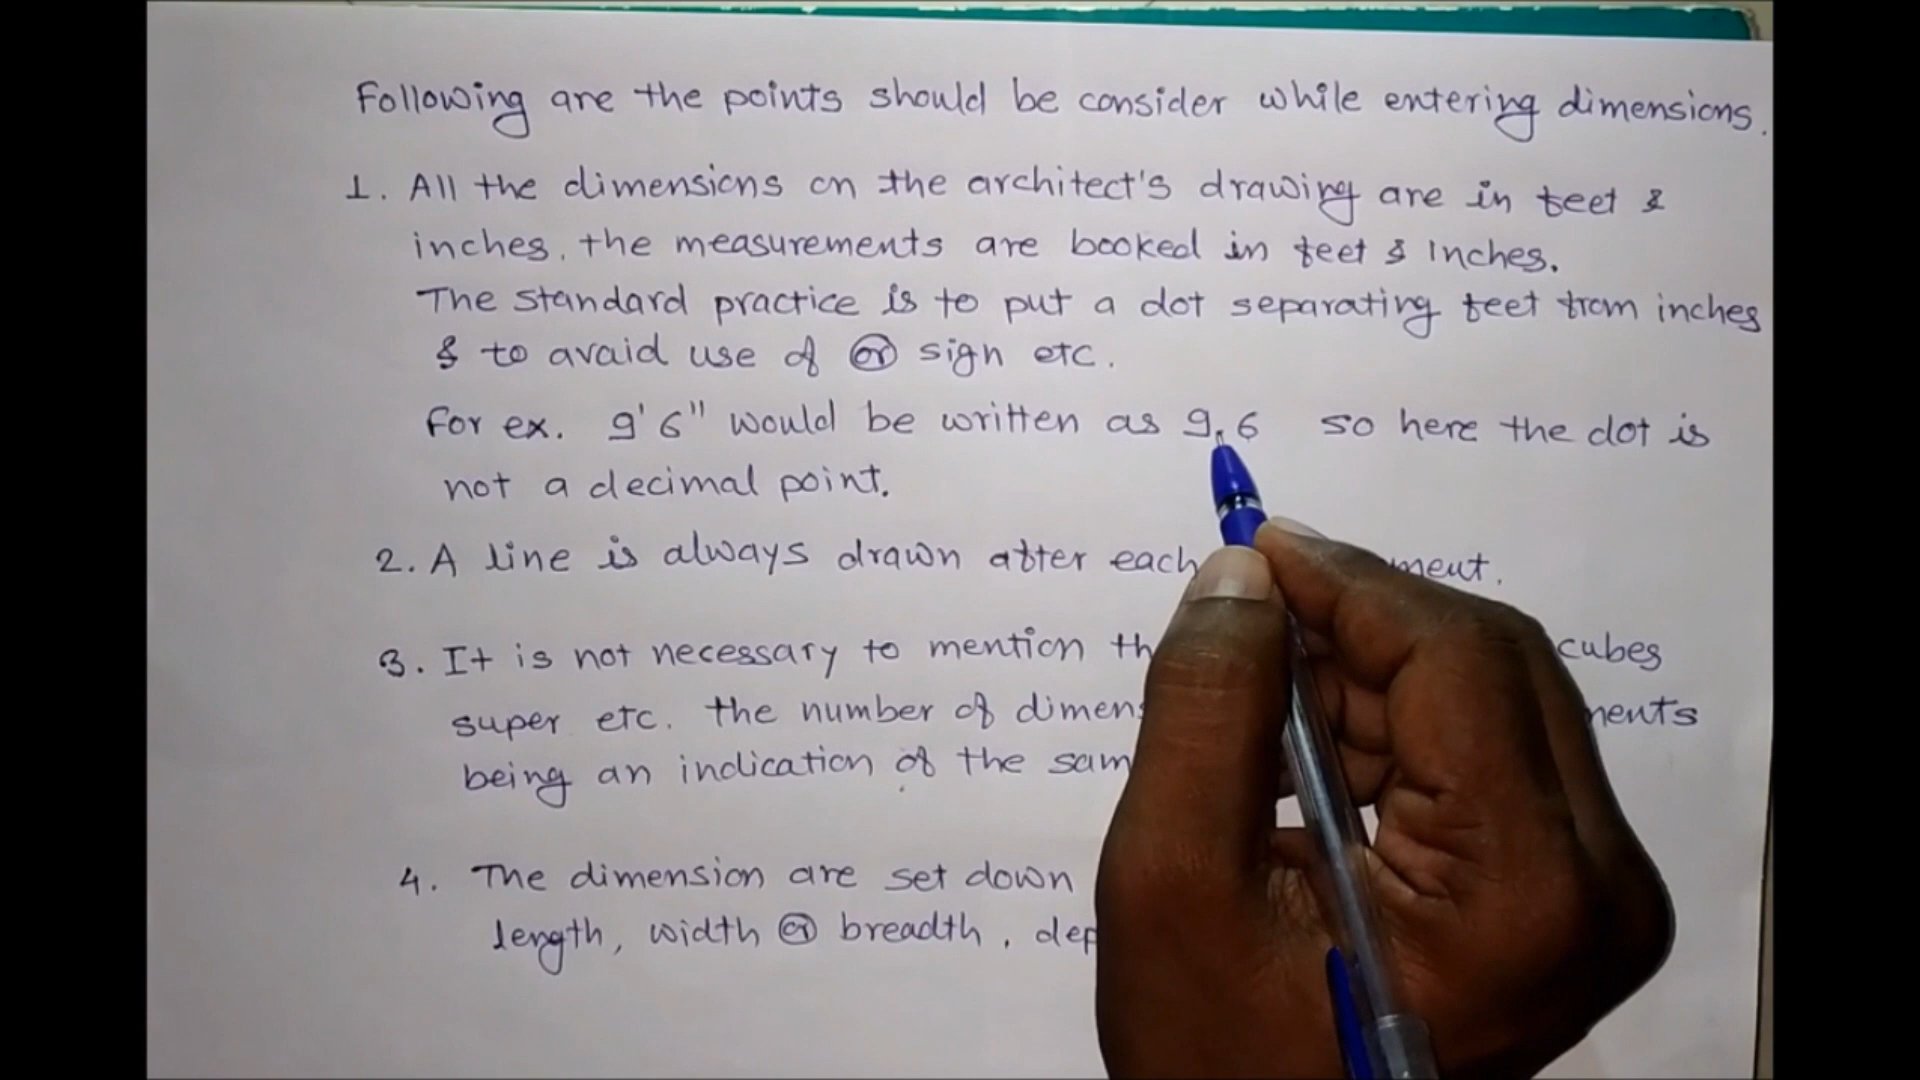 Following are the points should be consider while entering dimensions.
1. All the dimensions on the architect's drawing are in feet &
inches, the measurements are booked in feet & Inches.
The standard practice is to put a dot separating feet from inches
& to avaid use of or sign etc.
For ex. 9'6" would be written as 9.6 so here the dot is
not a decimal point.
2. A line is always drawn after each
3. It is not necessary to mention cubes
super etc. the number of
being an indication of the
4. The dimension are set down
length, width or breadth,